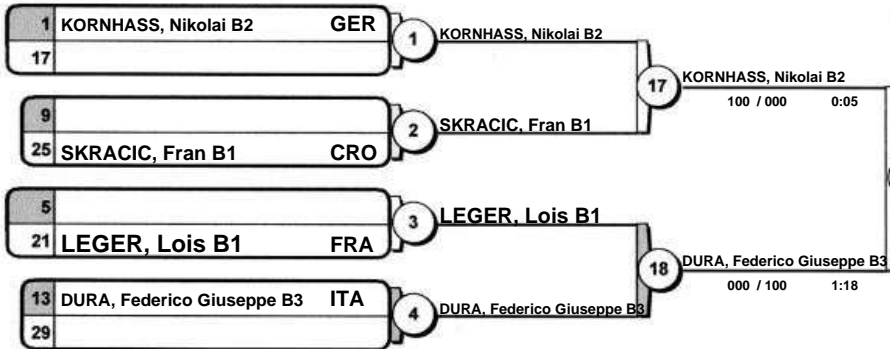 1 KORNHASS, Nikolai B2 GER
17
1 KORNHASS, Nikolai B2
9
25 SKRACIC, Fran B1 CRO
2 SKRACIC, Fran B1
17 KORNHASS, Nikolai B2
100 / 000 0:05
5
21 LEGER, Lois B1 FRA
3 LEGER, Lois B1
13 DURA, Federico Giuseppe B3 ITA
29
4 DURA, Federico Giuseppe B3
18 DURA, Federico Giuseppe B3
000 / 100 1:18